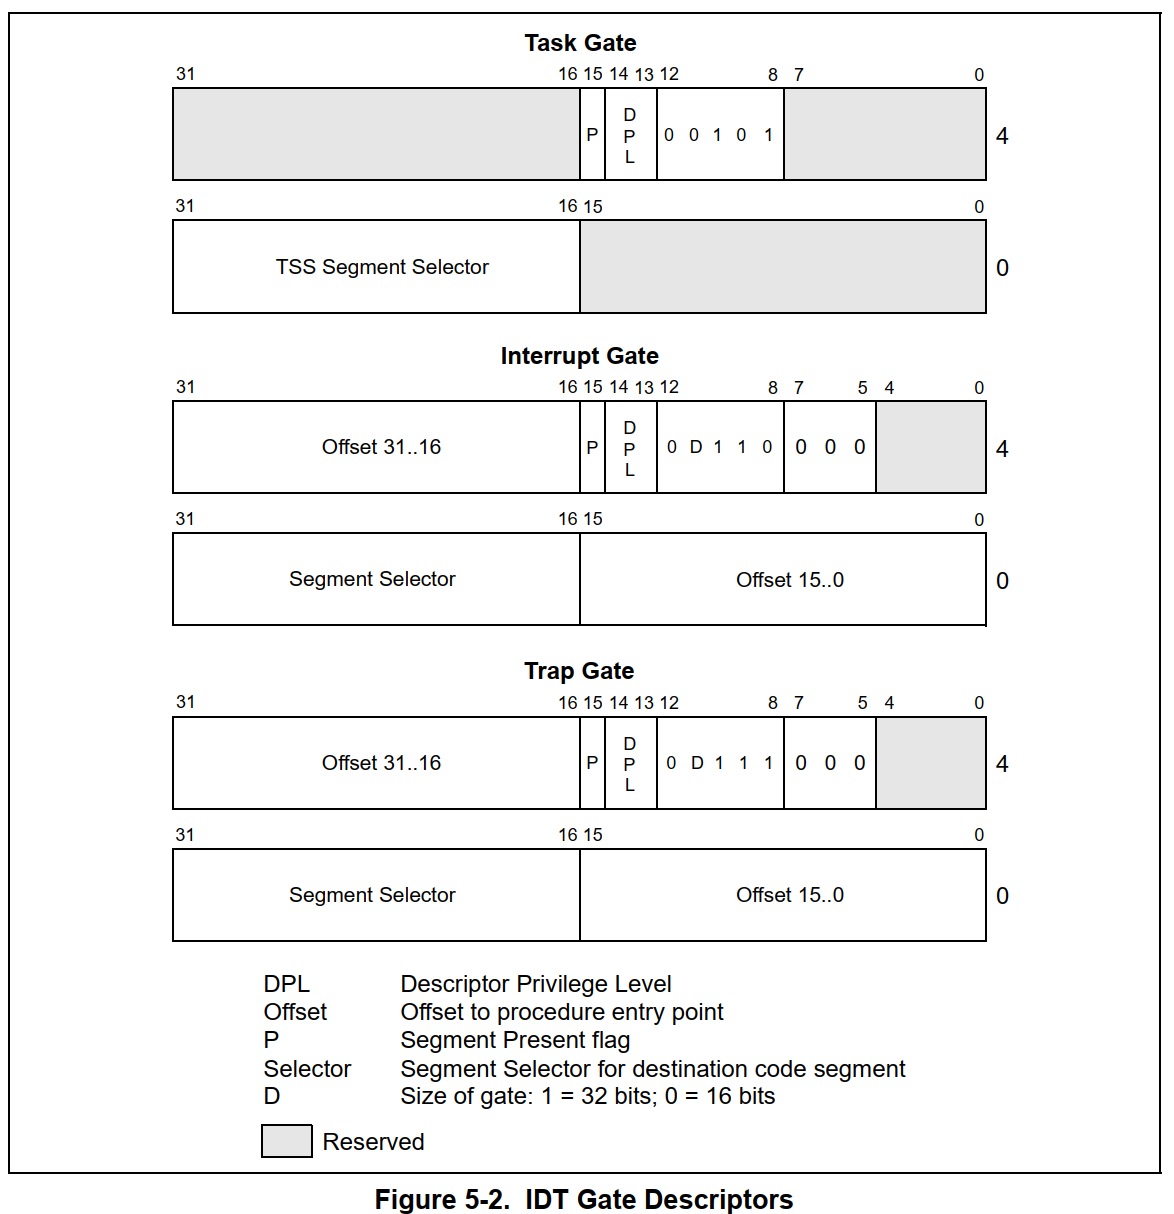 Task Gate
31 16 15 14 13 12 8 7 0
P D P L 0 0 1 0 1 4
31 16 15 0
TSS Segment Selector 0
Interrupt Gate
31 16 15 14 13 12 8 7 5 4 0
Offset 31..16 P D P L 0 D 1 1 0 0 0 0 4
31 16 15 0
Segment Selector Offset 15..0 0
Trap Gate
31 16 15 14 13 12 8 7 5 4 0
Offset 31..16 P D P L 0 D 1 1 1 0 0 0 4
31 16 15 0
Segment Selector Offset 15..0 0
DPL Descriptor Privilege Level
Offset Offset to procedure entry point
P Segment Present flag
Selector Segment Selector for destination code segment
D Size of gate: 1 = 32 bits; 0 = 16 bits
Reserved
Figure 5-2. IDT Gate Descriptors